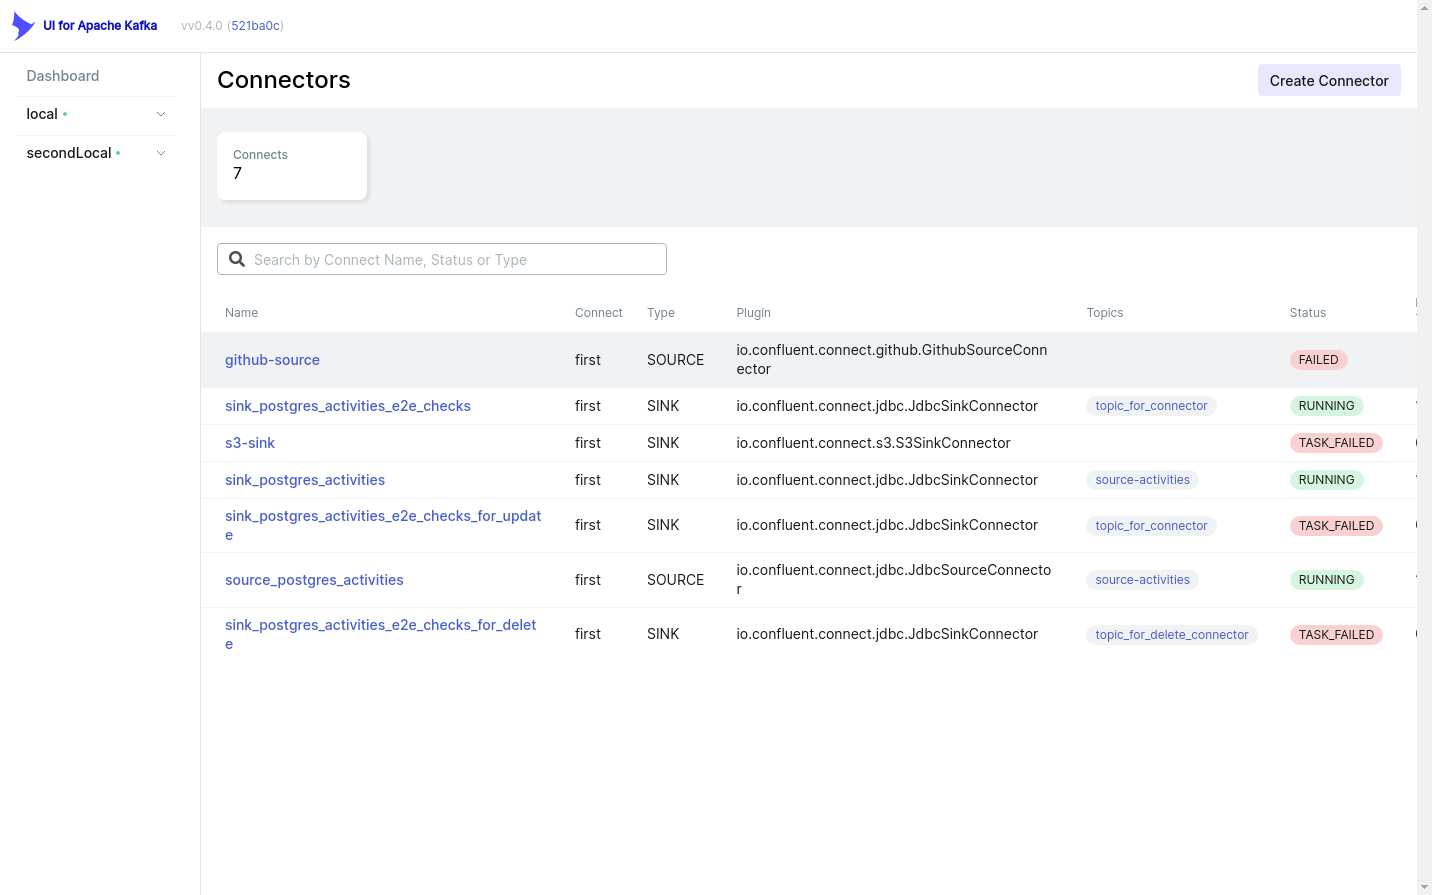 UI for Apache Kafka vv0.4.0 (521ba0c)
Dashboard
local
secondLocal
Connectors
Create Connector
Connects
7
Search by Connect Name, Status or Type
Name Connect Type Plugin Topics Status
github-source first SOURCE io.confluent.connect.github.GithubSourceConn
ector FAILED
sink_postgres_activities_e2e_checks first SINK io.confluent.connect.jdbc.JdbcSinkConnector topic_for_connector RUNNING
s3-sink first SINK io.confluent.connect.s3.S3SinkConnector TASK_FAILED
sink_postgres_activities first SINK io.confluent.connect.jdbc.JdbcSinkConnector source-activities RUNNING
sink_postgres_activities_e2e_checks_for_updat
e first SINK io.confluent.connect.jdbc.JdbcSinkConnector topic_for_connector TASK_FAILED
source_postgres_activities first SOURCE io.confluent.connect.jdbc.JdbcSourceConnecto
r source-activities RUNNING
sink_postgres_activities_e2e_checks_for_delet
e first SINK io.confluent.connect.jdbc.JdbcSinkConnector topic_for_delete_connector TASK_FAILED